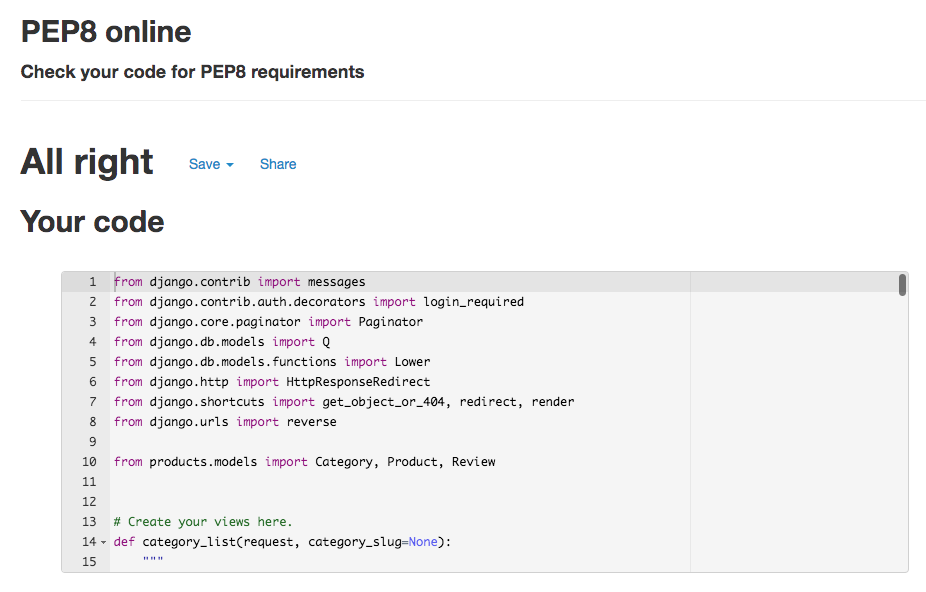 PEP8 online
Check your code for PEP8 requirements
All right Save Share
Your code
1 from django.contrib import messages
2 from django.contrib.auth.decorators import login_required
3 from django.core.paginator import Paginator
4 from django.db.models import Q
5 from django.db.models.functions import Lower
6 from django.http import HttpResponseRedirect
7 from django.shortcuts import get_object_or_404, redirect, render
8 from django.urls import reverse
9
10 from products.models import Category, Product, Review
11
12
13 # Create your views here.
14 def category_list(request, category_slug=None):
15     """